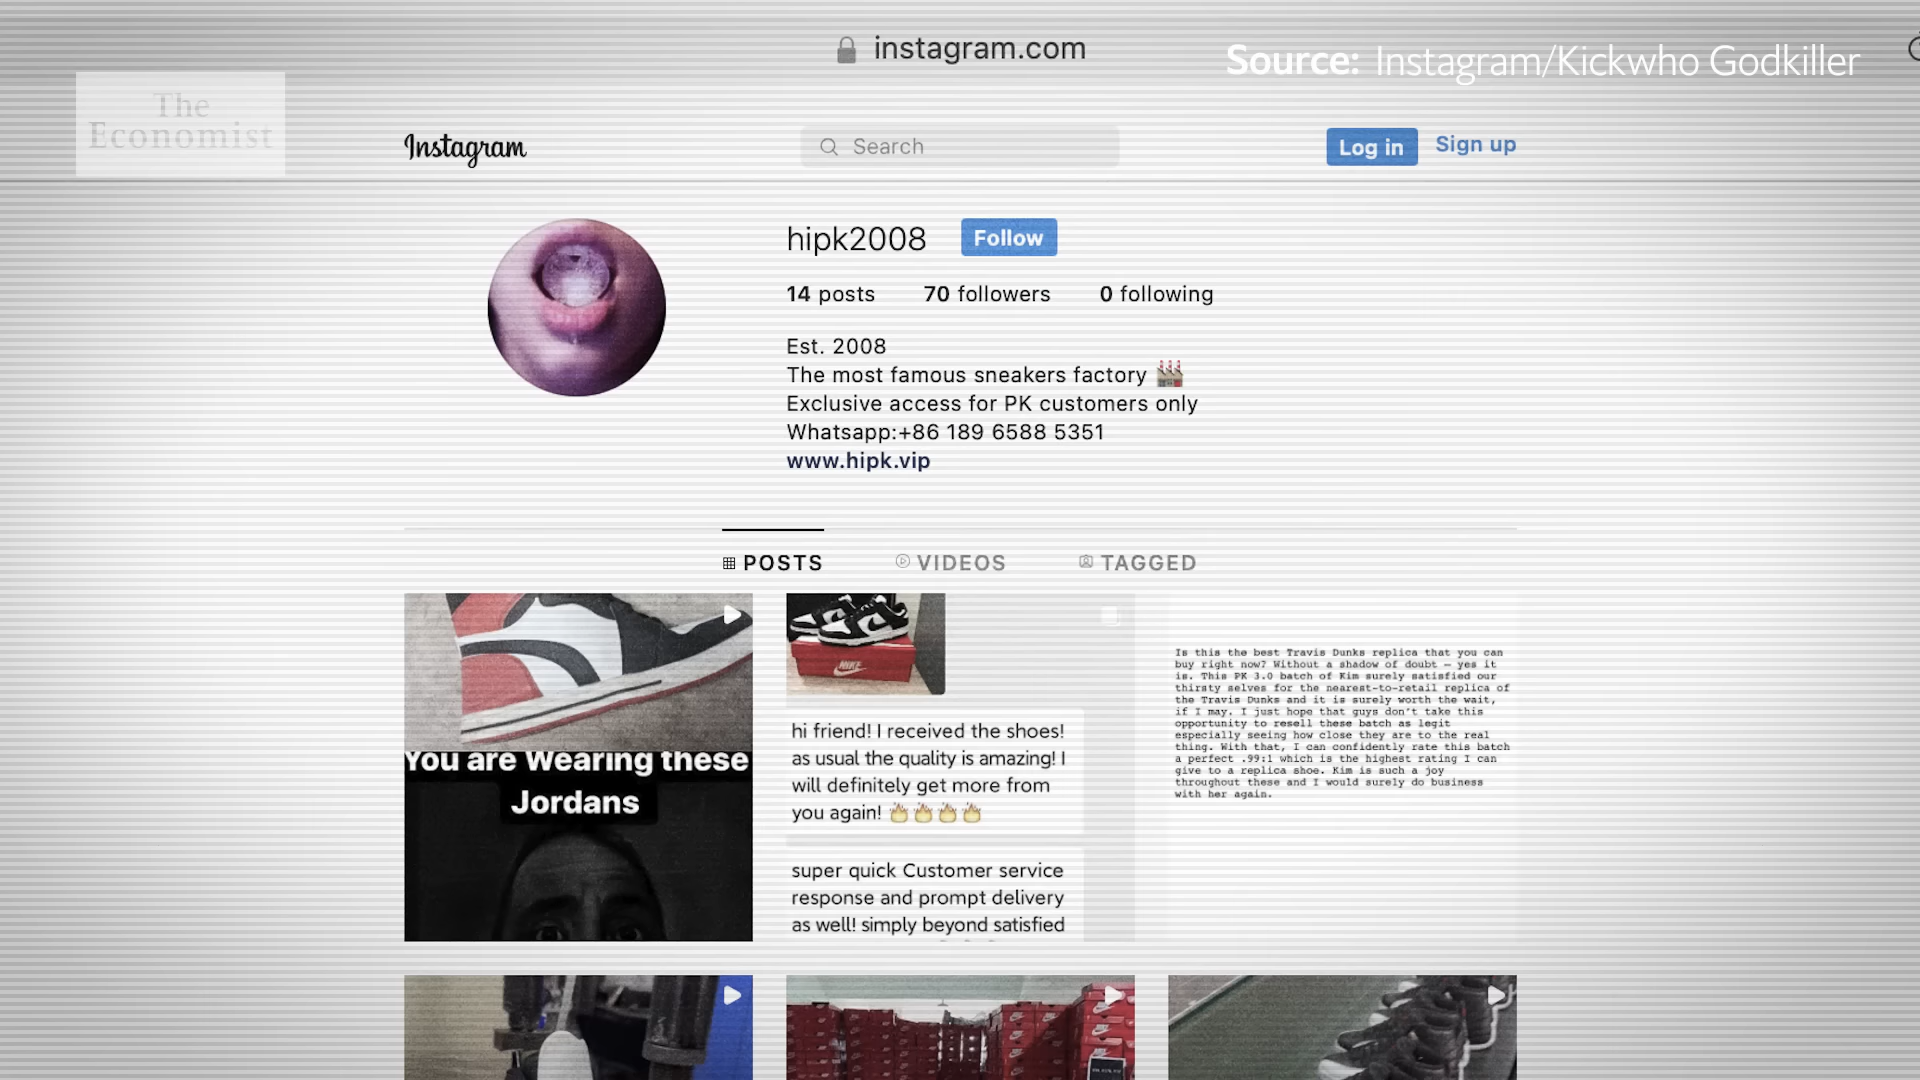 instagram.com
Source: Instagram/Kickwho Godkiller
The
Economist
Instagram
Search
Log in
Sign up
hipk2008
Follow
14 posts
70 followers
0 following
Est. 2008
The most famous sneakers factory 🏭
Exclusive access for PK customers only
Whatsapp:+86 189 6588 5351
www.hipk.vip
POSTS
VIDEOS
TAGGED
You are Wearing these
Jordans
NIKE
hi friend! I received the shoes!
as usual the quality is amazing! I
will definitely get more from
you again! 🔥🔥🔥🔥
super quick Customer service
response and prompt delivery
as well! simply beyond satisfied
Is this the best Travis Dunks replica that you can
buy right now? Without a shadow of doubt — yes it
is. This PK 3.0 batch of Kim surely satisfied our
thirsty selves for the nearest-to-retail replica of
the Travis Dunks and it is surely worth the wait,
if I may. I just hope that guys don't take this
opportunity to resell these batch as legit
especially seeing how close they are to the real
thing. With that, I can confidently rate this batch
a perfect .99:1 which is the highest rating I can
give to a replica shoe. Kim is such a joy
throughout these and I would surely do business
with her again.